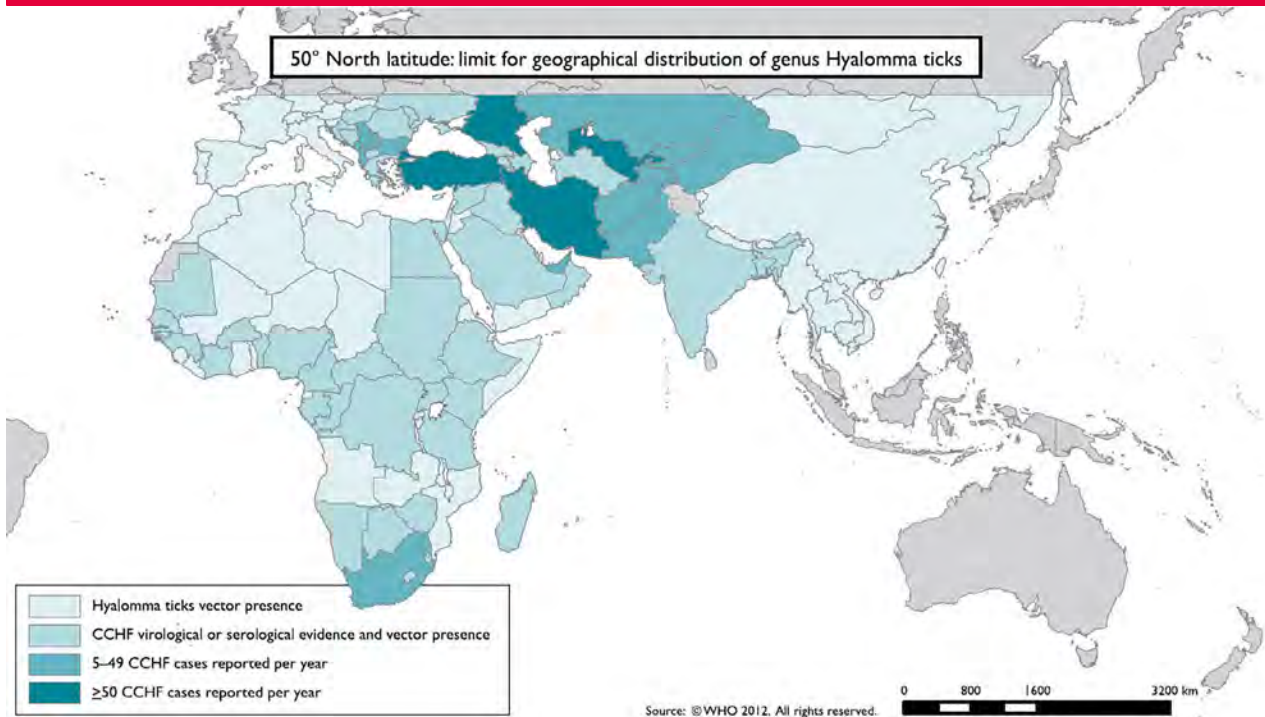 50° North latitude: limit for geographical distribution of genus Hyalomma ticks
Hyalomma ticks vector presence
CCHF virological or serological evidence and vector presence
5–49 CCHF cases reported per year
≥50 CCHF cases reported per year
Source: ©WHO 2012. All rights reserved.
0 800 1600 3200 km